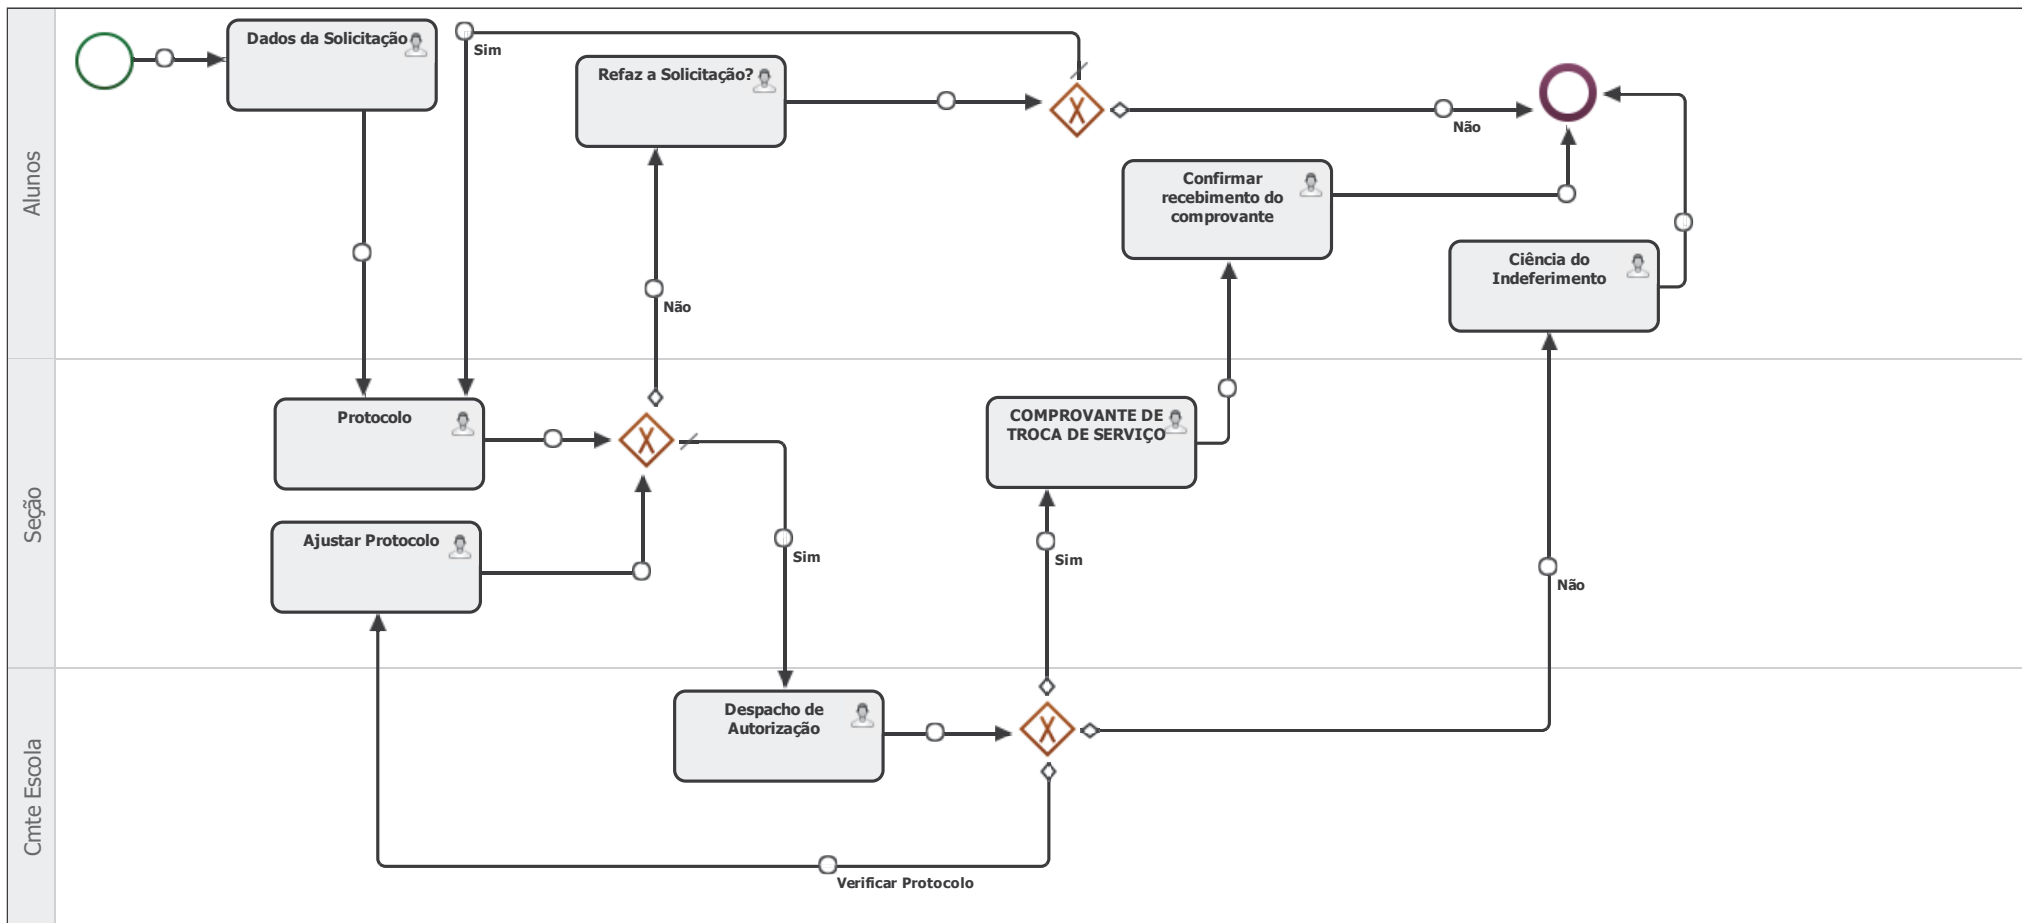 Alunos
Dados da Solicitação
Sim
Refaz a Solicitação?
Não
Não
Confirmar
recebimento do
comprovante
Ciência do
Indeferimento
Seção
Protocolo
Ajustar Protocolo
Sim
COMPROVANTE DE
TROCA DE SERVIÇO
Sim
Não
Cmte Escola
Despacho de
Autorização
Verificar Protocolo